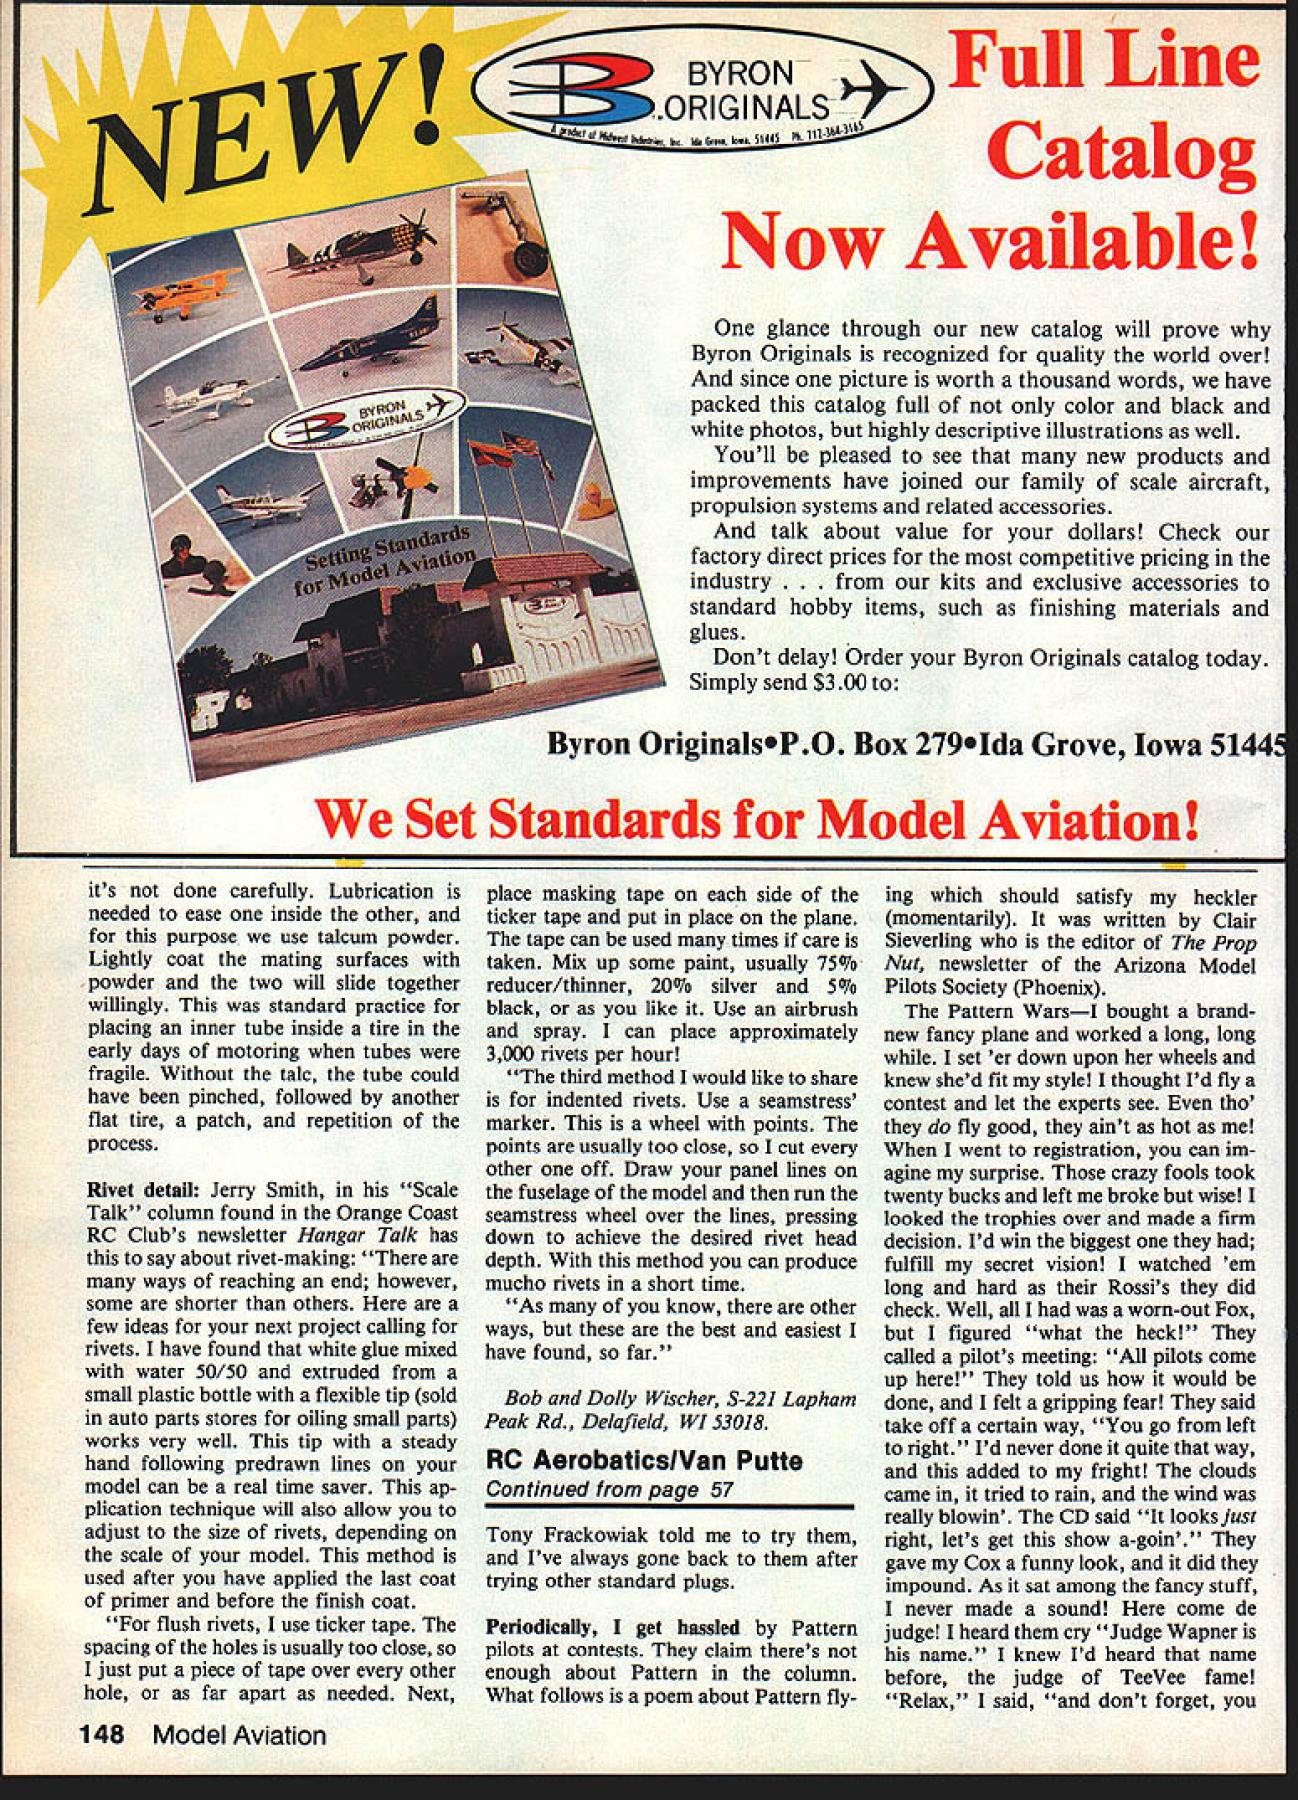 NEW!
BYRON
ORIGINALS
A product of Midwest Industries, Inc. Ida Grove, Iowa, 51445 Ph. 712-364-3165
Full Line
Catalog
Now Available!
BYRON
ORIGINALS
Setting Standards
for Model Aviation
One glance through our new catalog will prove why
Byron Originals is recognized for quality the world over!
And since one picture is worth a thousand words, we have
packed this catalog full of not only color and black and
white photos, but highly descriptive illustrations as well.
You'll be pleased to see that many new products and
improvements have joined our family of scale aircraft,
propulsion systems and related accessories.
And talk about value for your dollars! Check our
factory direct prices for the most competitive pricing in the
industry . . . from our kits and exclusive accessories to
standard hobby items, such as finishing materials and
glues.
Don't delay! Order your Byron Originals catalog today.
Simply send $3.00 to:
Byron Originals•P.O. Box 279•Ida Grove, Iowa 51445
We Set Standards for Model Aviation!
it's not done carefully. Lubrication is
needed to ease one inside the other, and
for this purpose we use talcum powder.
Lightly coat the mating surfaces with
powder and the two will slide together
willingly. This was standard practice for
placing an inner tube inside a tire in the
early days of motoring when tubes were
fragile. Without the talc, the tube could
have been pinched, followed by another
flat tire, a patch, and repetition of the
process.
Rivet detail: Jerry Smith, in his "Scale
Talk" column found in the Orange Coast
RC Club's newsletter Hangar Talk has
this to say about rivet-making: "There are
many ways of reaching an end; however,
some are shorter than others. Here are a
few ideas for your next project calling for
rivets. I have found that white glue mixed
with water 50/50 and extruded from a
small plastic bottle with a flexible tip (sold
in auto parts stores for oiling small parts)
works very well. This tip with a steady
hand following predrawn lines on your
model can be a real time saver. This ap-
plication technique will also allow you to
adjust to the size of rivets, depending on
the scale of your model. This method is
used after you have applied the last coat
of primer and before the finish coat.
"For flush rivets, I use ticker tape. The
spacing of the holes is usually too close, so
I just put a piece of tape over every other
hole, or as far apart as needed. Next,
place masking tape on each side of the
ticker tape and put in place on the plane.
The tape can be used many times if care is
taken. Mix up some paint, usually 75%
reducer/thinner, 20% silver and 5%
black, or as you like it. Use an airbrush
and spray. I can place approximately
3,000 rivets per hour!
"The third method I would like to share
is for indented rivets. Use a seamstress'
marker. This is a wheel with points. The
points are usually too close, so I cut every
other one off. Draw your panel lines on
the fuselage of the model and then run the
seamstress wheel over the lines, pressing
down to achieve the desired rivet head
depth. With this method you can produce
mucho rivets in a short time.
"As many of you know, there are other
ways, but these are the best and easiest I
have found, so far."
Bob and Dolly Wischer, S-221 Lapham
Peak Rd., Delafield, WI 53018.
RC Aerobatics/Van Putte
Continued from page 57
Tony Frackowiak told me to try them,
and I've always gone back to them after
trying other standard plugs.
Periodically, I get hassled by Pattern
pilots at contests. They claim there's not
enough about Pattern in the column.
What follows is a poem about Pattern fly-
ing which should satisfy my heckler
(momentarily). It was written by Clair
Sieverling who is the editor of The Prop
Nut, newsletter of the Arizona Model
Pilots Society (Phoenix).
The Pattern Wars—I bought a brand-
new fancy plane and worked a long, long
while. I set 'er down upon her wheels and
knew she'd fit my style! I thought I'd fly a
contest and let the experts see. Even tho'
they do fly good, they ain't as hot as me!
When I went to registration, you can im-
agine my surprise. Those crazy fools took
twenty bucks and left me broke but wise! I
looked the trophies over and made a firm
decision. I'd win the biggest one they had;
fulfill my secret vision! I watched 'em
long and hard as their Rossi's they did
check. Well, all I had was a worn-out Fox,
but I figured "what the heck!" They
called a pilot's meeting: "All pilots come
up here!" They told us how it would be
done, and I felt a gripping fear! They said
take off a certain way, "You go from left
to right." I'd never done it quite that way,
and this added to my fright! The clouds
came in, it tried to rain, and the wind was
really blowin'. The CD said "It looks just
right, let's get this show a-goin'." They
gave my Cox a funny look, and it did they
impound. As it sat among the fancy stuff,
I never made a sound! Here come de
judge! I heard them cry "Judge Wapner is
his name." I knew I'd heard that name
before, the judge of TeeVee fame!
"Relax," I said, "and don't forget, you
148 Model Aviation